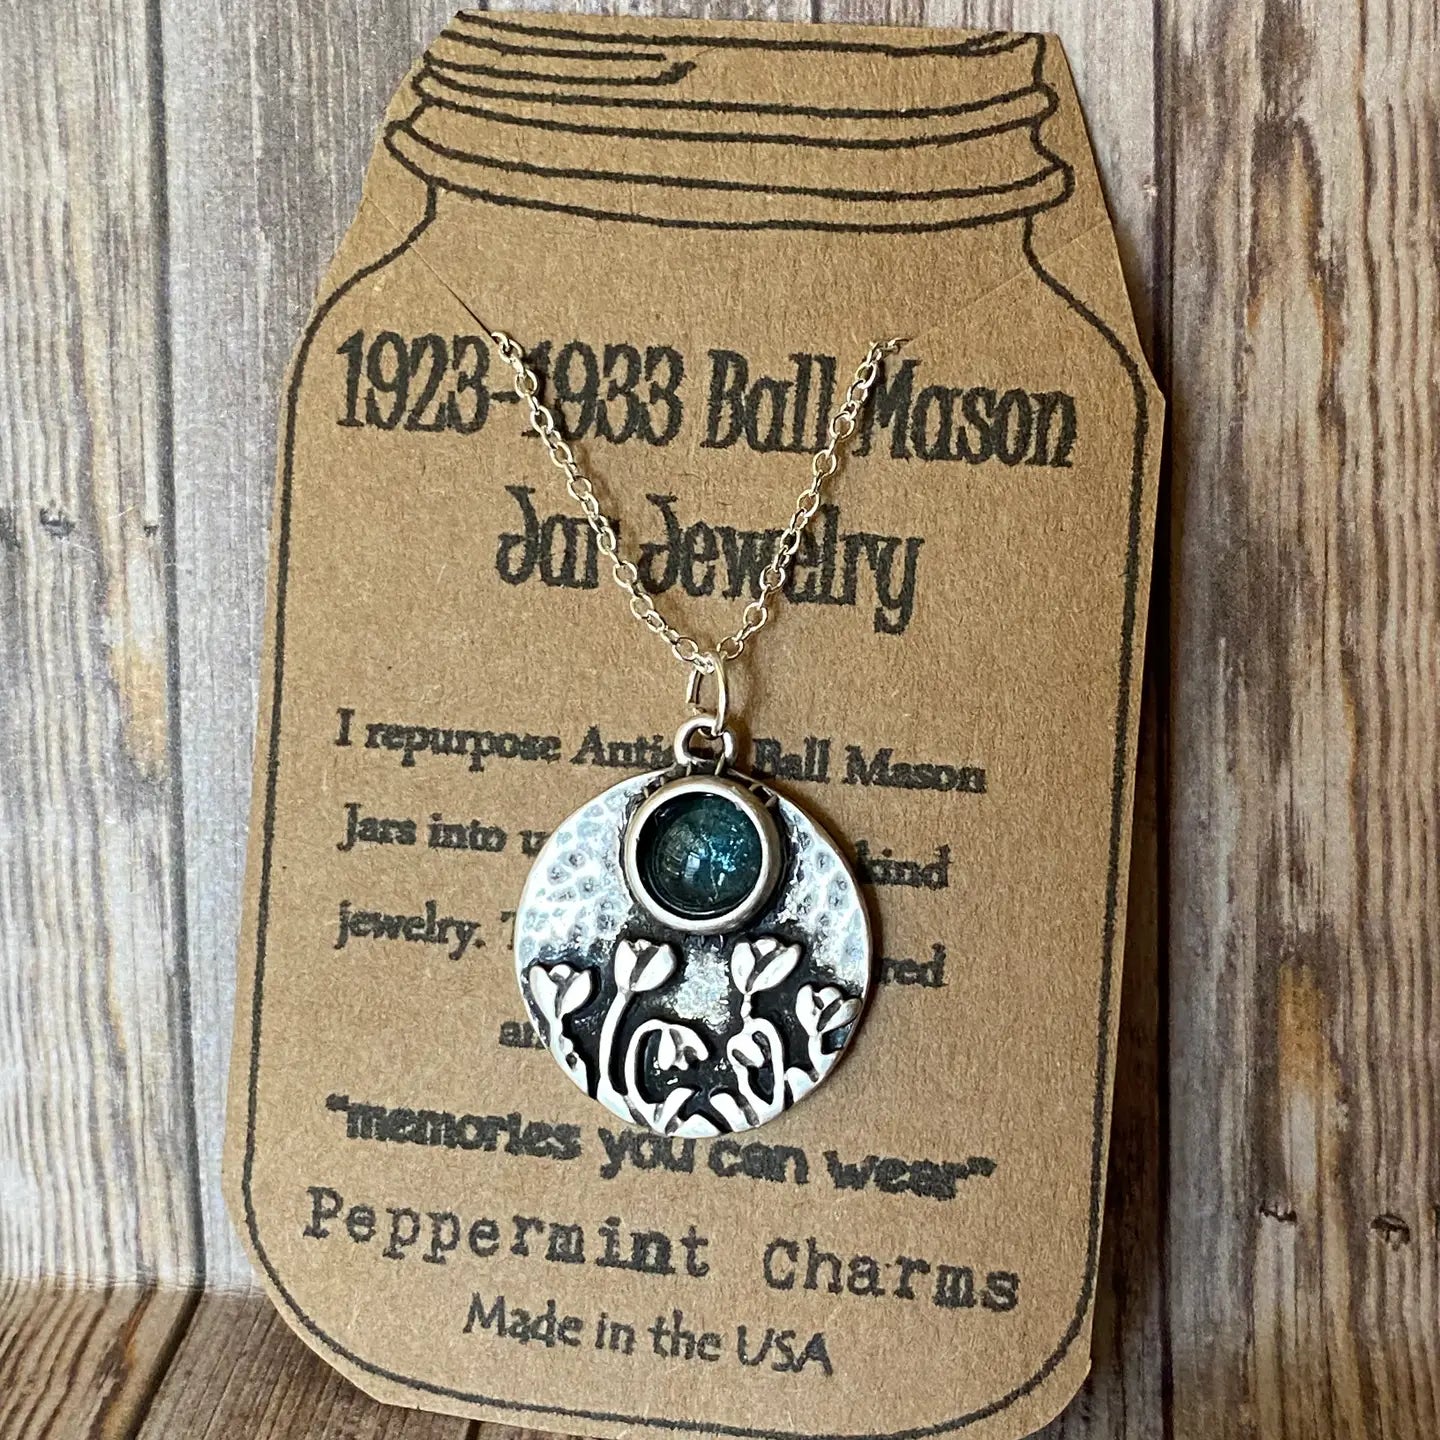 1923-1933 Ball Mason
Jar Jewelry
I repurpose Ball Mason
Jars into kind
jewelry. red
"memories you can wear"
Peppermint Charms
Made in the USA